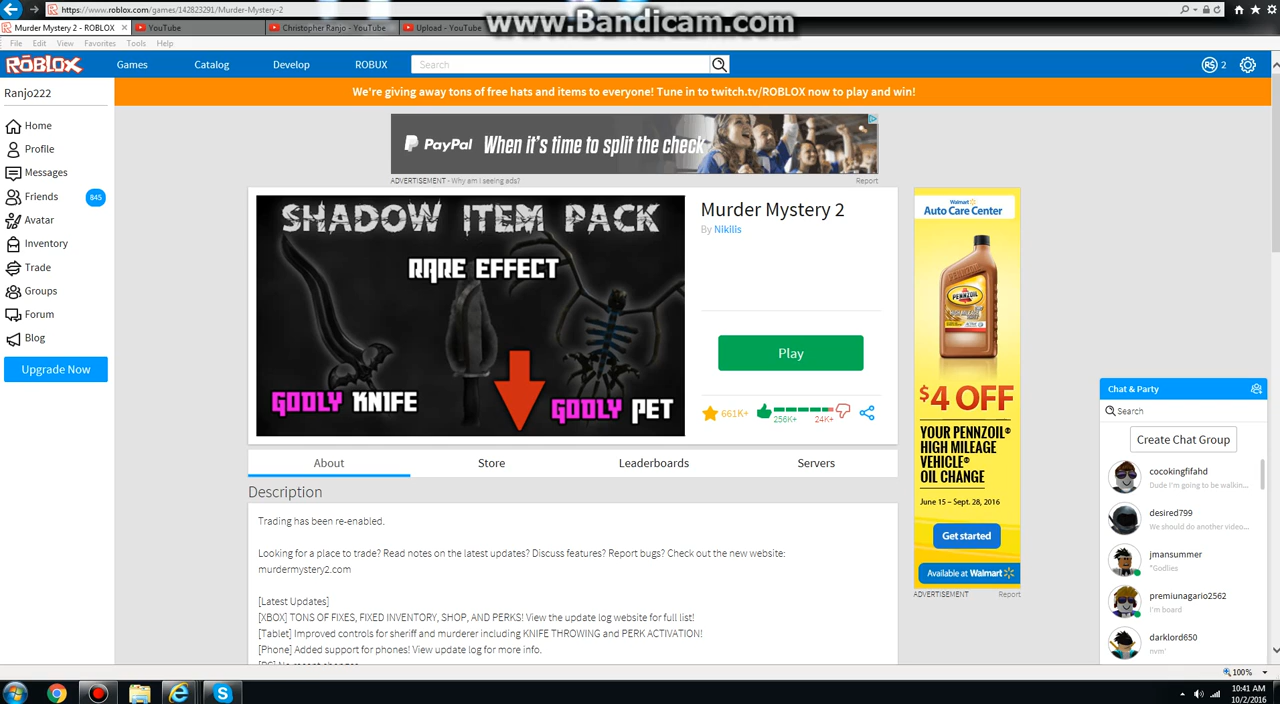 www.Bandicam.com
https://www.roblox.com/games/142823291/Murder-Mystery-2
Murder Mystery 2 - ROBLOX
YouTube
Christopher Ranjo - YouTube
Upload - YouTube
File Edit View Favorites Tools Help
ROBLOX Games Catalog Develop ROBUX Search R$ 2
Ranjo222
We're giving away tons of free hats and items to everyone! Tune in to twitch.tv/ROBLOX now to play and win!
Home
Profile
Messages
Friends 845
Avatar
Inventory
Trade
Groups
Forum
Blog
Upgrade Now
PayPal When it's time to split the check
ADVERTISEMENT - Why am I seeing ads? Report
SHADOW ITEM PACK
RARE EFFECT
GODLY KNIFE
GODLY PET
Murder Mystery 2
By Nikilis
Play
661K+ 256K+ 24K+
About Store Leaderboards Servers
Description
Trading has been re-enabled.
Looking for a place to trade? Read notes on the latest updates? Discuss features? Report bugs? Check out the new website:
murdermystery2.com
[Latest Updates]
[XBOX] TONS OF FIXES, FIXED INVENTORY, SHOP, AND PERKS! View the update log website for full list!
[Tablet] Improved controls for sheriff and murderer including KNIFE THROWING and PERK ACTIVATION!
[Phone] Added support for phones! View update log for more info.
[PC] No recent changes
Walmart
Auto Care Center
PENNZOIL
$4 OFF
YOUR PENNZOIL®
HIGH MILEAGE
VEHICLE®
OIL CHANGE
June 15 – Sept. 28, 2016
Get started
Available at Walmart
ADVERTISEMENT Report
Chat & Party
Search
Create Chat Group
cocokingfifahd
Dude I'm going to be walkin...
desired799
We should do another video...
jmansummer
*Godlies
premiunagario2562
I'm board
darklord650
nvm'
100%
10:41 AM
10/2/2016